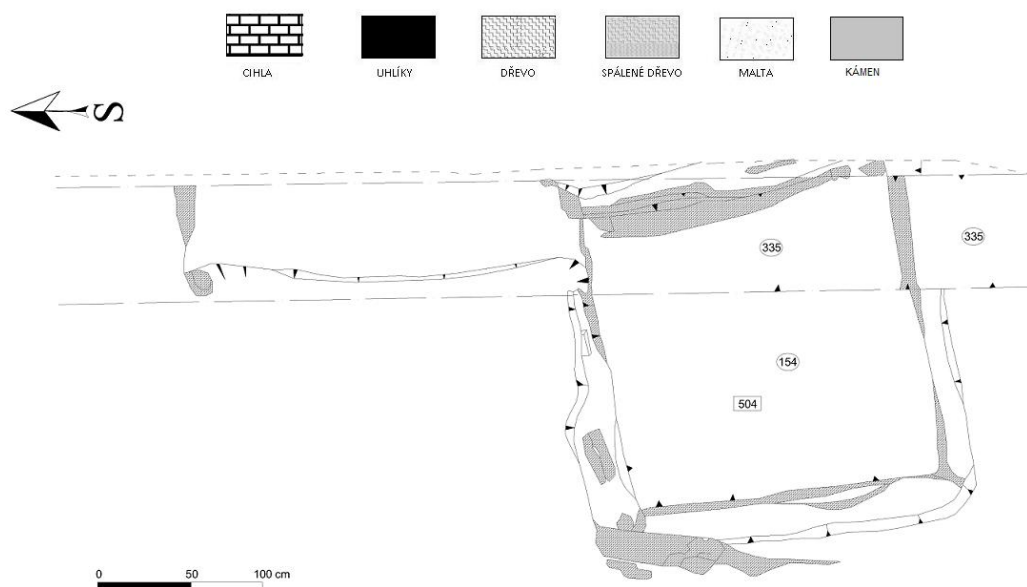 CIHLA UHLÍKY DŘEVO SPÁLENÉ DŘEVO MALTA KÁMEN
S
335
335
154
504
0 50 100 cm